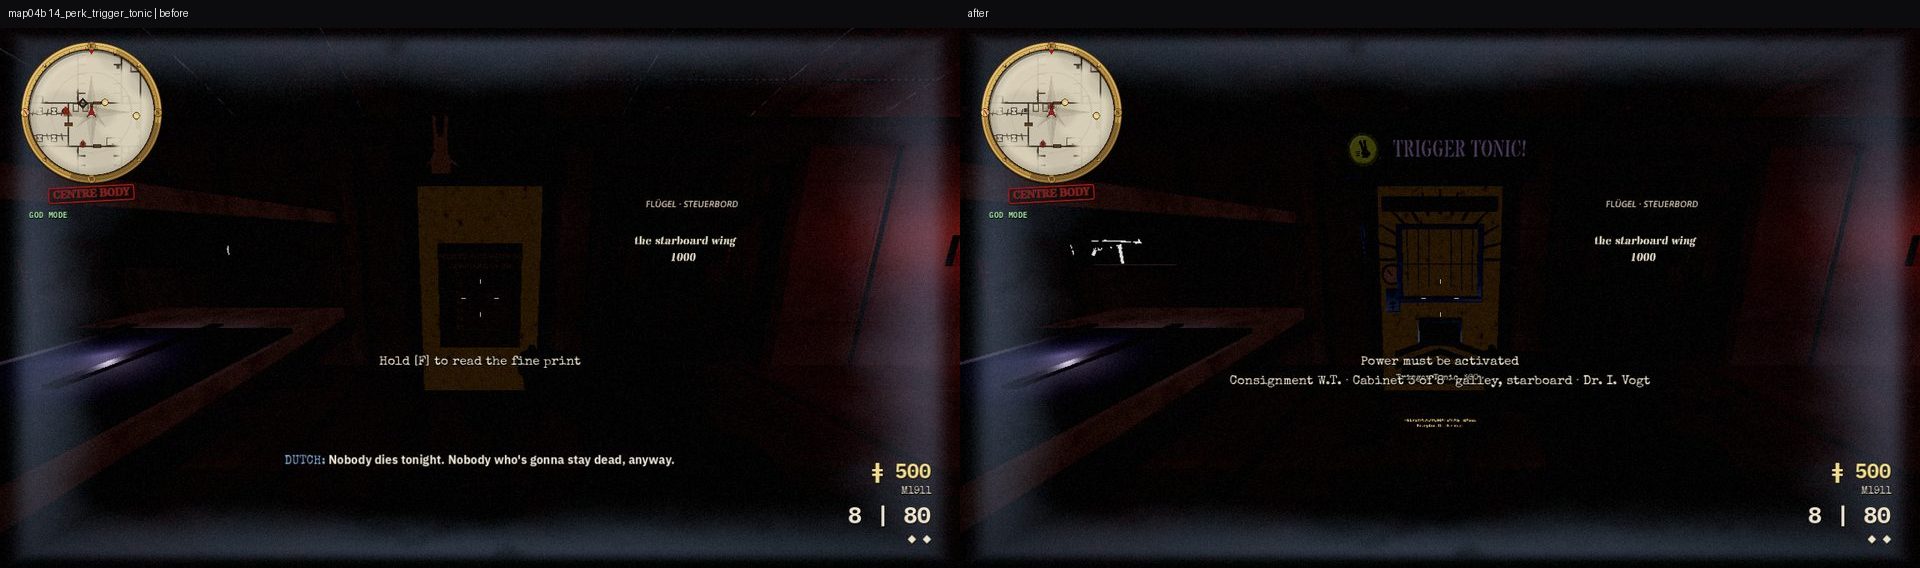 map04b 14_perk_trigger_tonic | before
CENTRE BODY
GOD MODE
FLÜGEL · STEUERBORD
the starboard wing
1000
Hold [F] to read the fine print
DUTCH: Nobody dies tonight. Nobody who's gonna stay dead, anyway.
500
M1911
8 | 80
after
CENTRE BODY
GOD MODE
TRIGGER TONIC!
FLÜGEL · STEUERBORD
the starboard wing
1000
Power must be activated
Consignment W.T. · Cabinet 3 of 8 · galley, starboard · Dr. I. Vogt
500
M1911
8 | 80